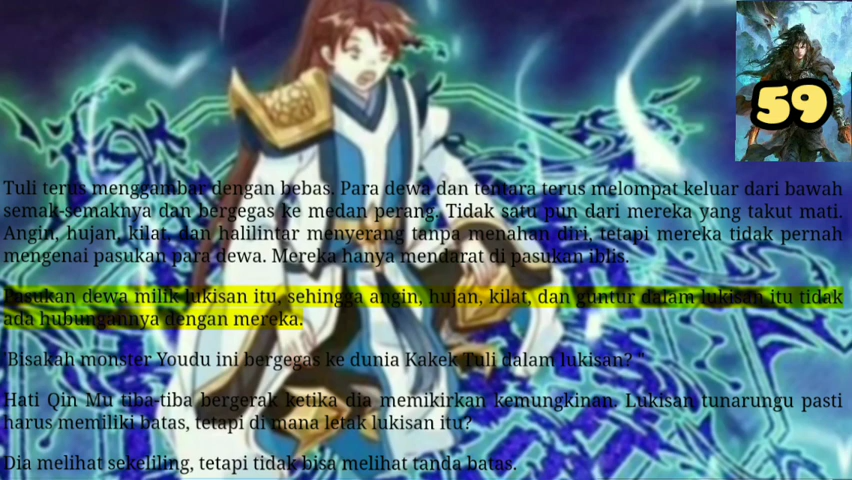 59
Tuli terus menggambar dengan bebas. Para dewa dan tentara terus melompat keluar dari bawah
semak-semaknya dan bergegas ke medan perang. Tidak satu pun dari mereka yang takut mati.
Angin, hujan, kilat, dan halilintar menyerang tanpa menahan diri, tetapi mereka tidak pernah
mengenai pasukan para dewa. Mereka hanya mendarat di pasukan iblis.
Pasukan dewa milik lukisan itu, sehingga angin, hujan, kilat, dan guntur dalam lukisan itu tidak
ada hubungannya dengan mereka.
'Bisakah monster Youdu ini bergegas ke dunia Kakek Tuli dalam lukisan? "
Hati Qin Mu tiba-tiba bergerak ketika dia memikirkan kemungkinan. Lukisan tunarungu pasti
harus memiliki batas, tetapi di mana letak lukisan itu?
Dia melihat sekeliling, tetapi tidak bisa melihat tanda batas.